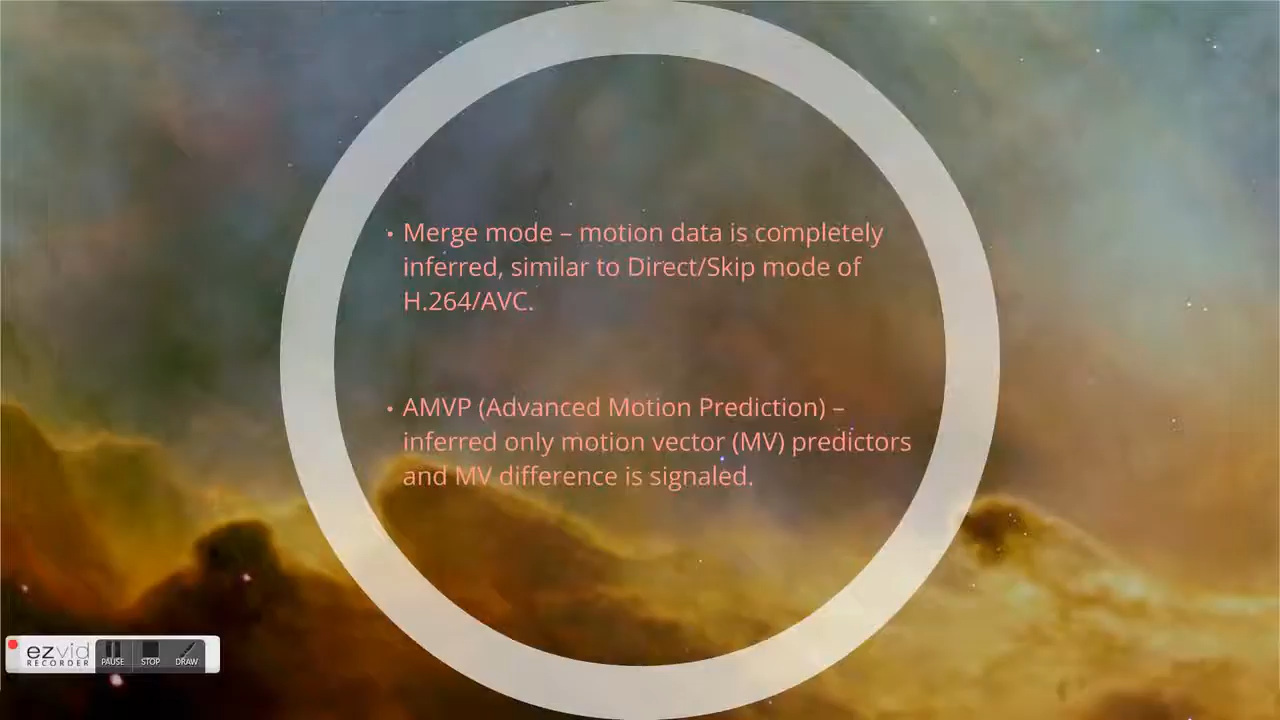 • Merge mode – motion data is completely
inferred, similar to Direct/Skip mode of
H.264/AVC.
• AMVP (Advanced Motion Prediction) –
inferred only motion vector (MV) predictors
and MV difference is signaled.
ezvid
RECORDER
PAUSE STOP DRAW